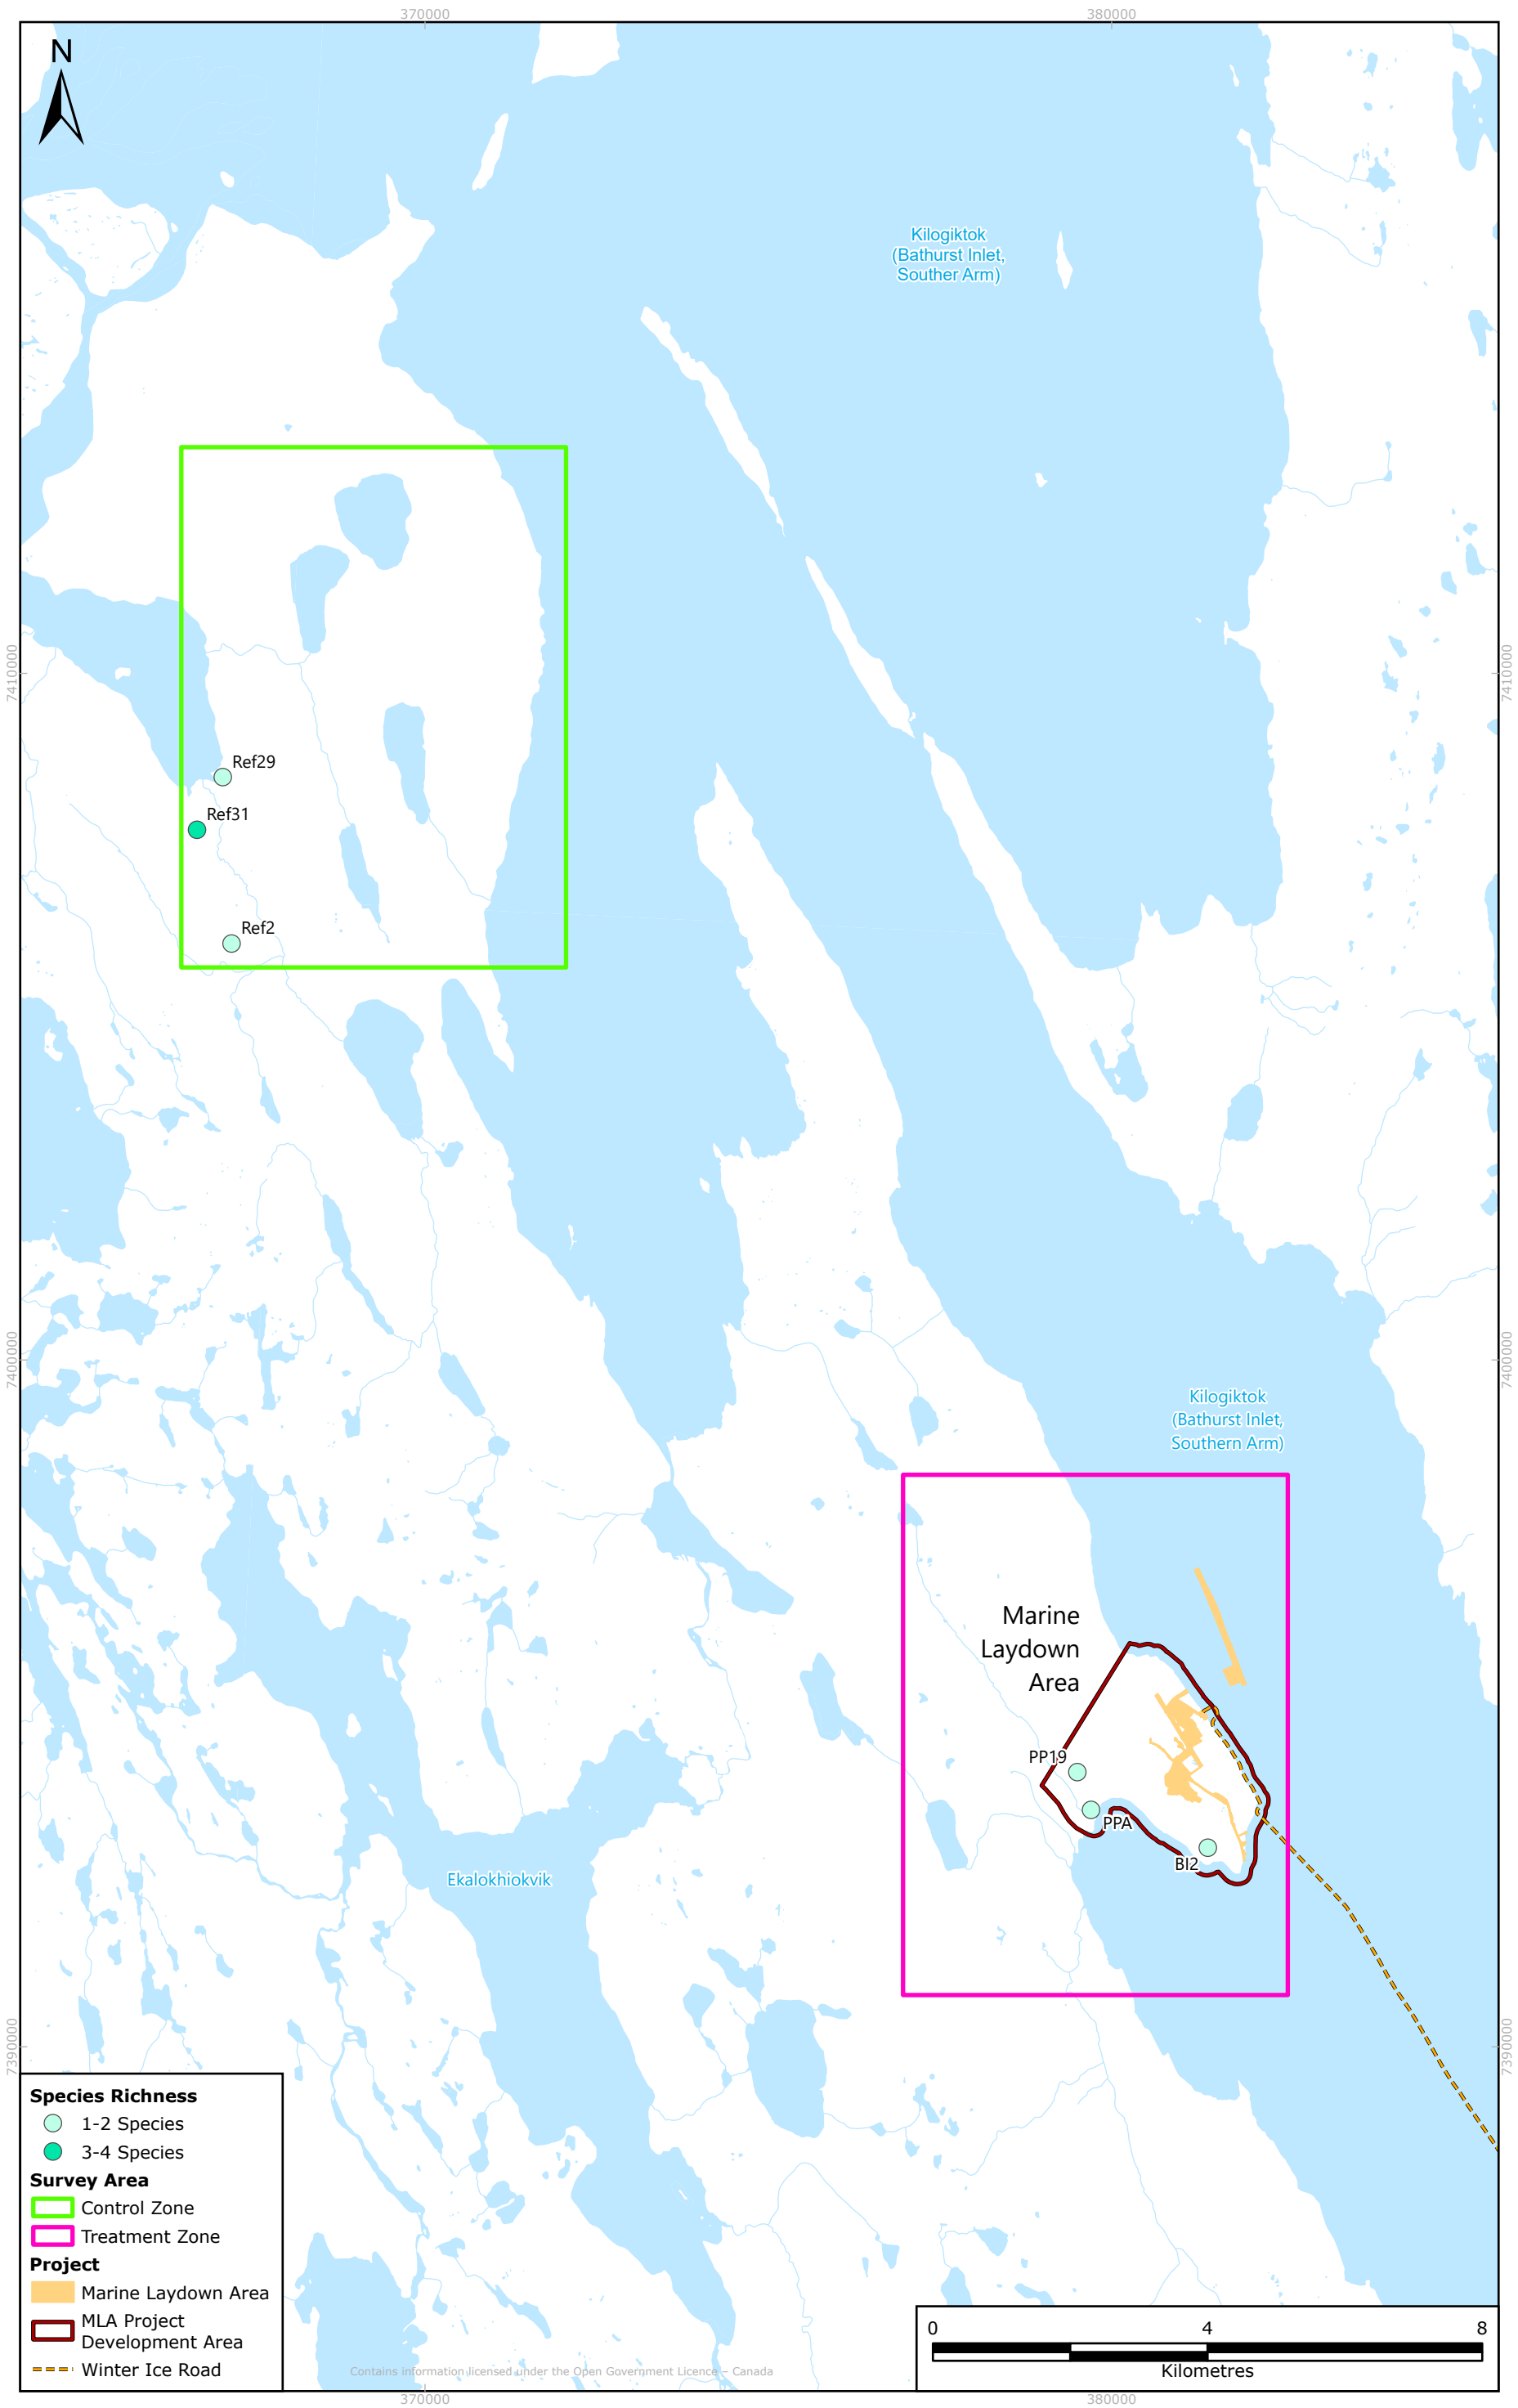 370000
380000
N
Kilogiktok
(Bathurst Inlet,
Souther Arm)
7410000
7410000
Ref29
Ref31
Ref2
7400000
7400000
Kilogiktok
(Bathurst Inlet,
Southern Arm)
Marine
Laydown
Area
PP19
PPA
BI2
Ekalokhiokvik
7390000
7390000
Species Richness
1-2 Species
3-4 Species
Survey Area
Control Zone
Treatment Zone
Project
Marine Laydown Area
MLA Project
Development Area
Winter Ice Road
Contains information licensed under the Open Government Licence – Canada
0 4 8
Kilometres
370000
380000